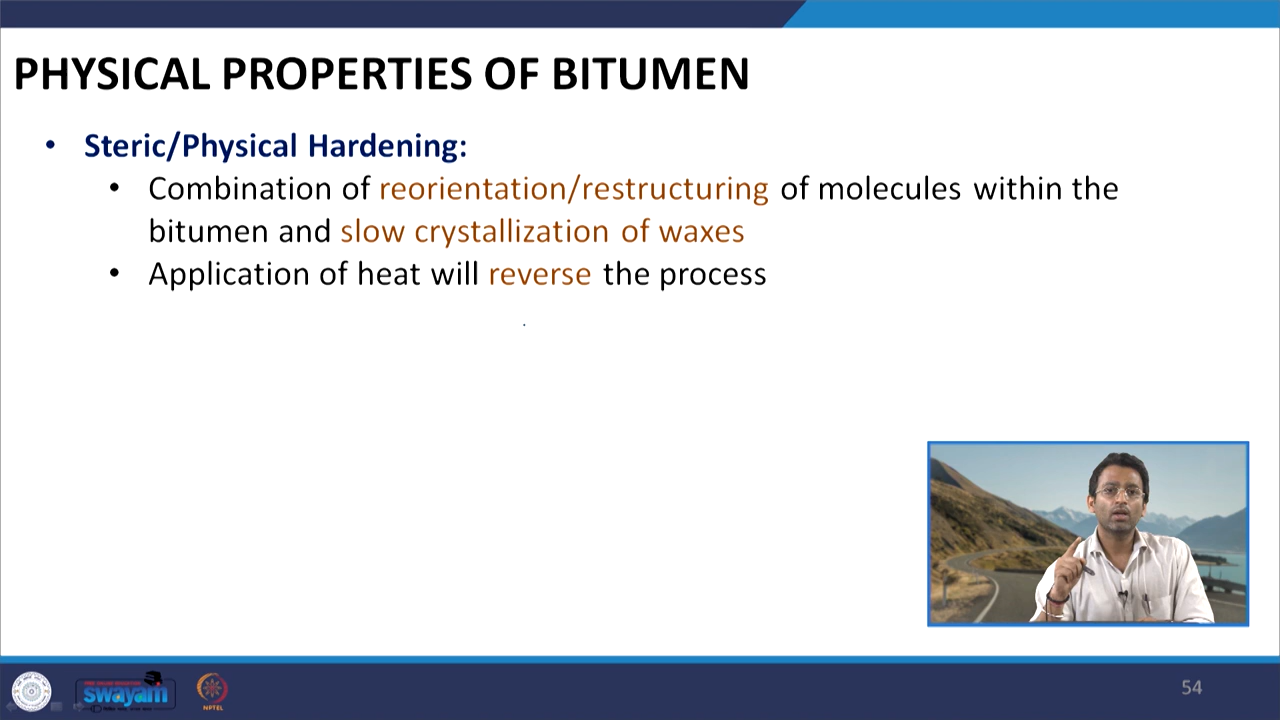 PHYSICAL PROPERTIES OF BITUMEN
• Steric/Physical Hardening:
• Combination of reorientation/restructuring of molecules within the
bitumen and slow crystallization of waxes
• Application of heat will reverse the process
swayam
NPTEL
54